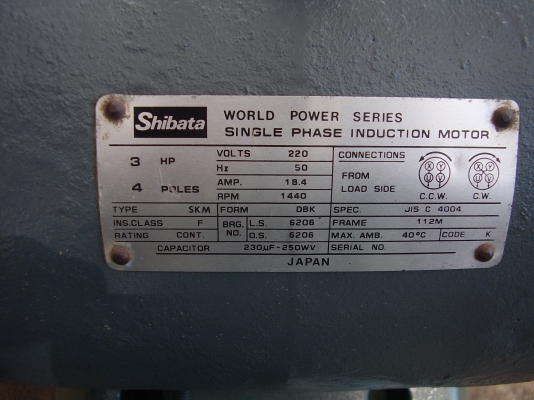 Shibata WORLD POWER SERIES
SINGLE PHASE INDUCTION MOTOR
3 HP VOLTS 220 CONNECTIONS
Hz 50 FROM
4 POLES AMP. 18.4 LOAD SIDE
RPM 1440 C.C.W. C.W.
X Y U V X Y U V
TYPE SKM FORM DBK SPEC. JIS C 4004
INS.CLASS F BRG. NO. L.S. 6206 FRAME 112M
RATING CONT. O.S. 6206 MAX. AMB. 40°C CODE K
CAPACITOR 230µF-250WV SERIAL NO.
JAPAN